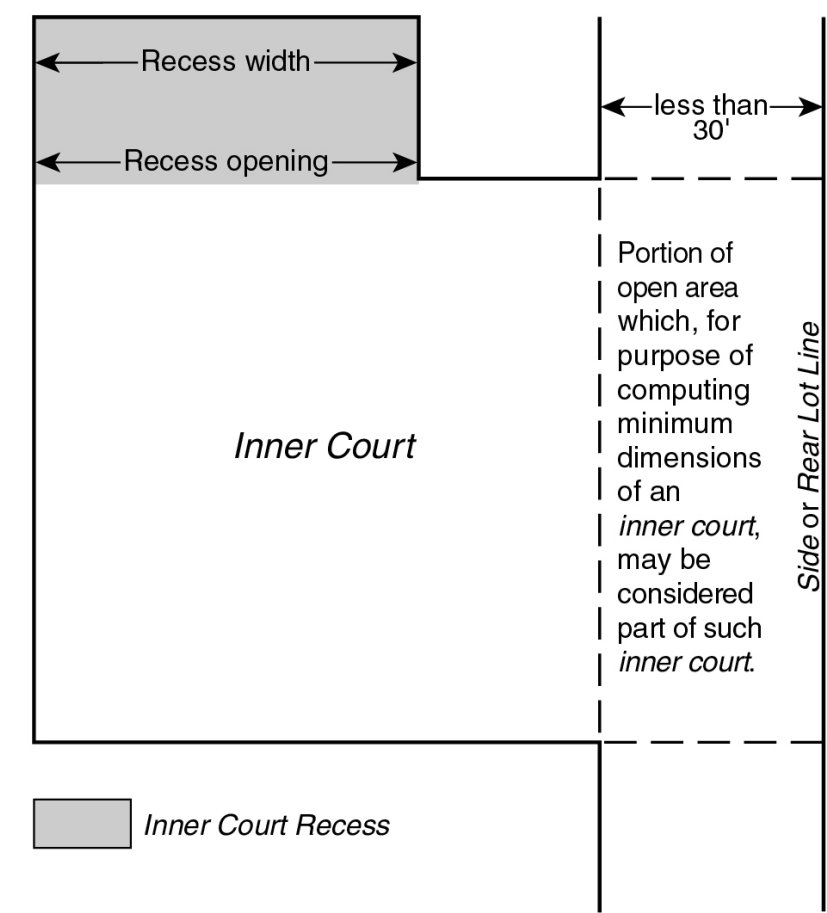 Recess width
less than
30'
Recess opening
Portion of
open area
which, for
purpose of
computing
minimum
dimensions
of an
inner court,
may be
considered
part of such
inner court.
Side or Rear Lot Line
Inner Court
Inner Court Recess